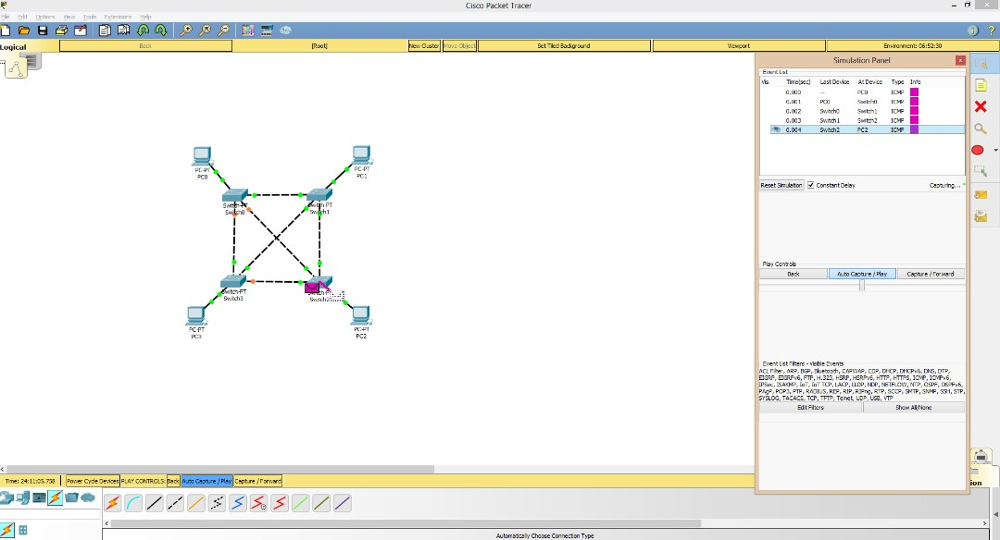 Cisco Packet Tracer
File Edit Options View Tools Extensions Help
Logical Back [Root] New Cluster Move Object Set Tiled Background Viewport Environment: 06:52:30
Simulation Panel
Event List
Vis. Time(sec) Last Device At Device Type Info
0.000 -- PC0 ICMP
0.001 PC0 Switch0 ICMP
0.002 Switch0 Switch1 ICMP
0.003 Switch1 Switch2 ICMP
0.004 Switch2 PC2 ICMP
Reset Simulation Constant Delay Capturing...
PC-PT
PC0
PC-PT
PC1
Switch-PT
Switch0
Switch-PT
Switch1
Switch-PT
Switch3
Switch2
PC-PT
PC3
PC-PT
PC2
Play Controls
Back Auto Capture / Play Capture / Forward
Event List Filters - Visible Events
ACL Filter, ARP, BGP, Bluetooth, CAPWAP, CDP, DHCP, DHCPv6, DNS, DTP,
EIGRP, EIGRPv6, FTP, H.323, HSRP, HSRPv6, HTTP, HTTPS, ICMP, ICMPv6,
IPSec, ISAKMP, IoT, IoT TCP, LACP, LLDP, NDP, NETFLOW, NTP, OSPF, OSPFv6,
PAgP, POP3, PTP, RADIUS, REP, RIP, RIPng, RTP, SCCP, SMTP, SNMP, SSH, STP,
SYSLOG, TACACS, TCP, TFTP, Telnet, UDP, USB, VTP
Edit Filters Show All/None
Time: 24:11:05.758 Power Cycle Devices PLAY CONTROLS: Back Auto Capture / Play Capture / Forward
Automatically Choose Connection Type